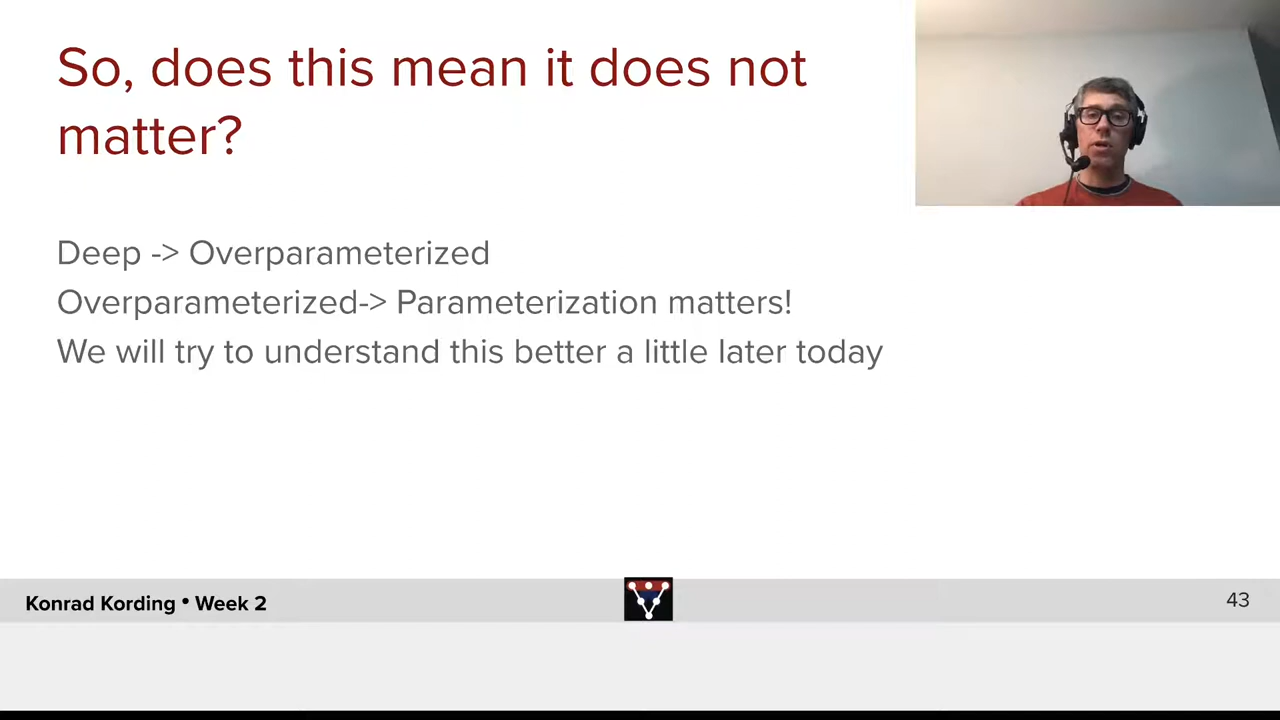 So, does this mean it does not
matter?
Deep -> Overparameterized
Overparameterized-> Parameterization matters!
We will try to understand this better a little later today
Konrad Kording • Week 2
43